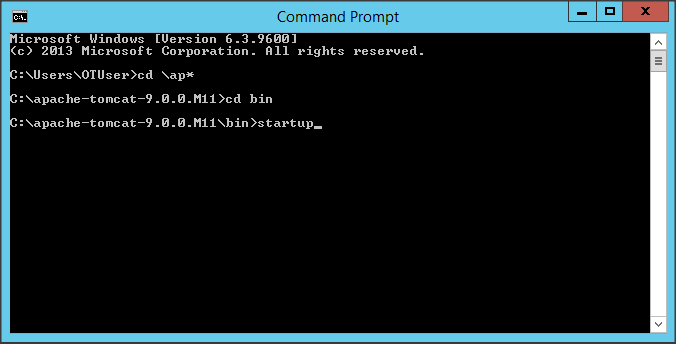 Command Prompt
Microsoft Windows [Version 6.3.9600]
(c) 2013 Microsoft Corporation. All rights reserved.
C:\Users\OTUser>cd \ap*
C:\apache-tomcat-9.0.0.M11>cd bin
C:\apache-tomcat-9.0.0.M11\bin>startup_